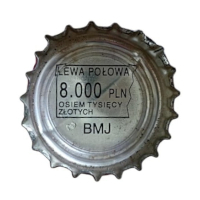 LEWA POŁOWA
8.000 PLN
OSIEM TYSIĘCY
ZŁOTYCH
BMJ